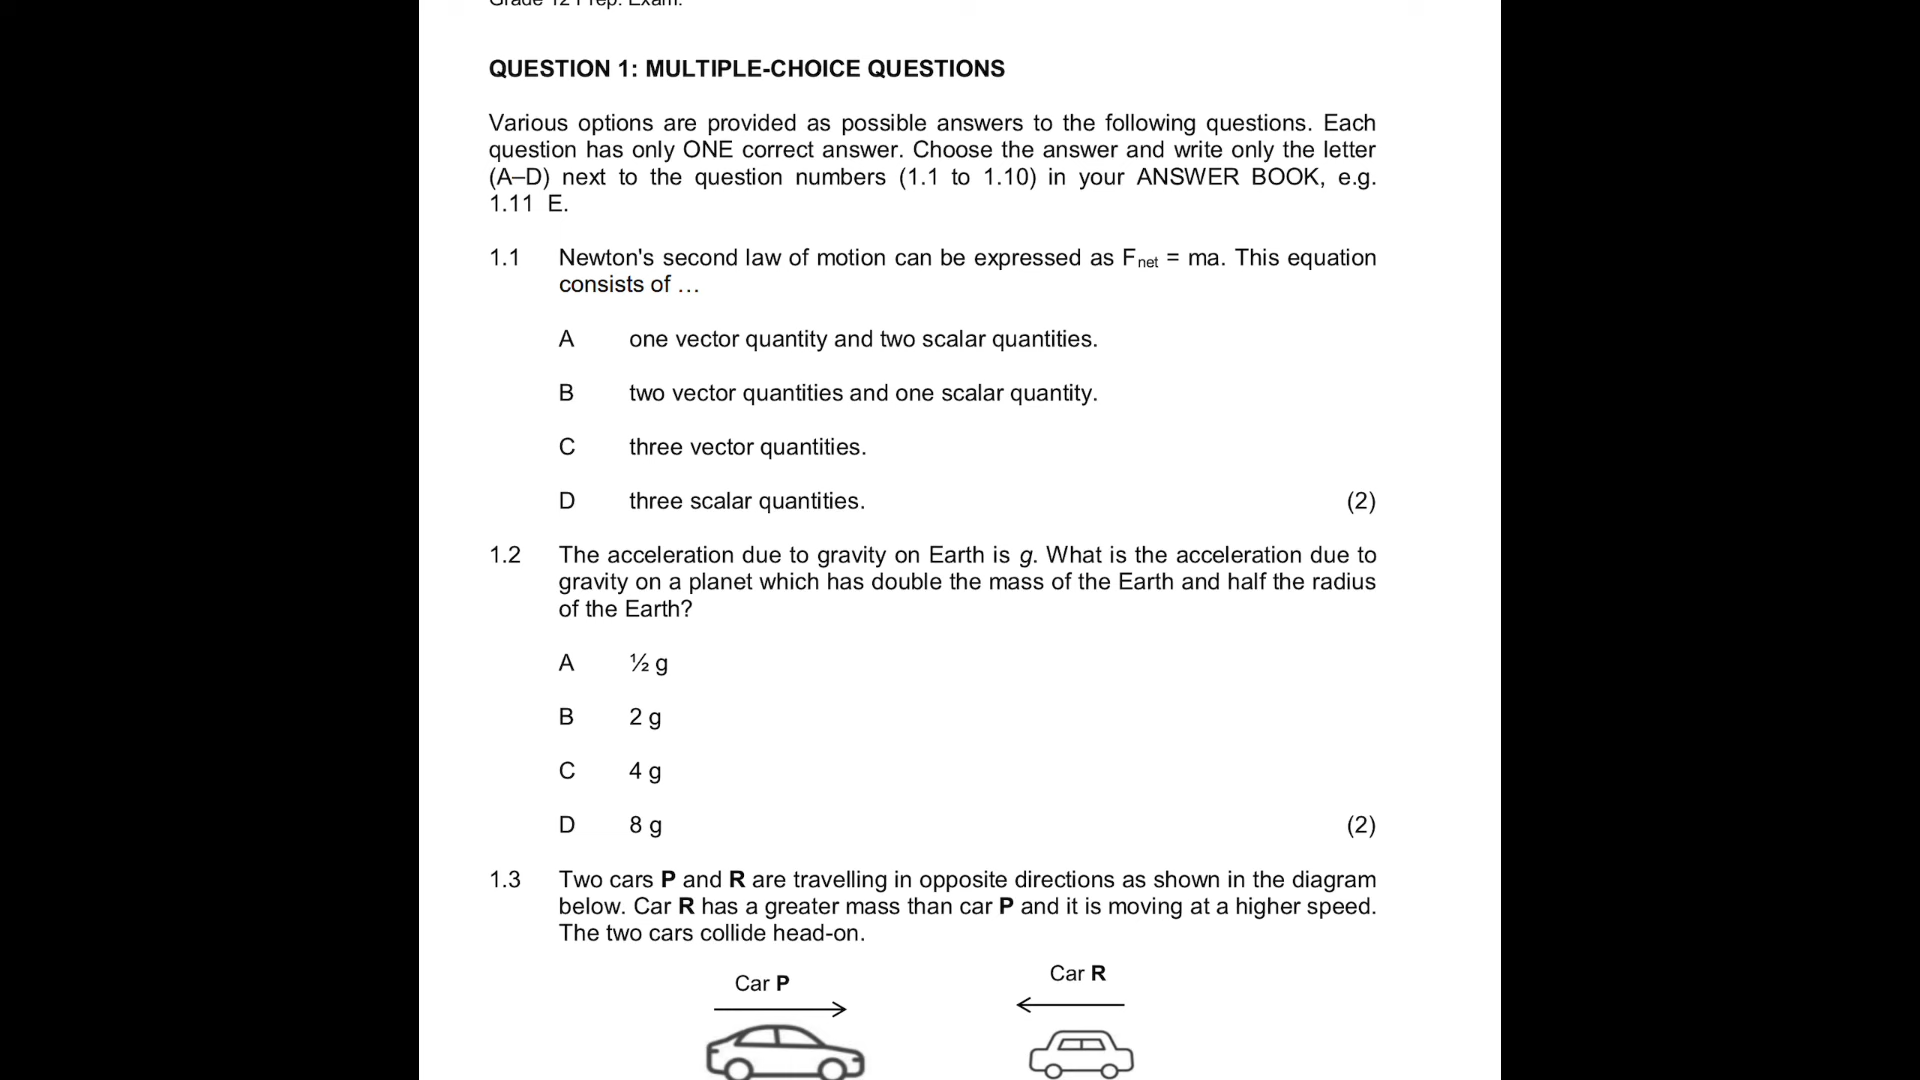 Grade 12 Prep. Exam.
QUESTION 1: MULTIPLE-CHOICE QUESTIONS
Various options are provided as possible answers to the following questions. Each
question has only ONE correct answer. Choose the answer and write only the letter
(A–D) next to the question numbers (1.1 to 1.10) in your ANSWER BOOK, e.g.
1.11 E.
1.1 Newton's second law of motion can be expressed as Fnet = ma. This equation
consists of …
A one vector quantity and two scalar quantities.
B two vector quantities and one scalar quantity.
C three vector quantities.
D three scalar quantities. (2)
1.2 The acceleration due to gravity on Earth is g. What is the acceleration due to
gravity on a planet which has double the mass of the Earth and half the radius
of the Earth?
A ½ g
B 2 g
C 4 g
D 8 g (2)
1.3 Two cars P and R are travelling in opposite directions as shown in the diagram
below. Car R has a greater mass than car P and it is moving at a higher speed.
The two cars collide head-on.
Car P
Car R